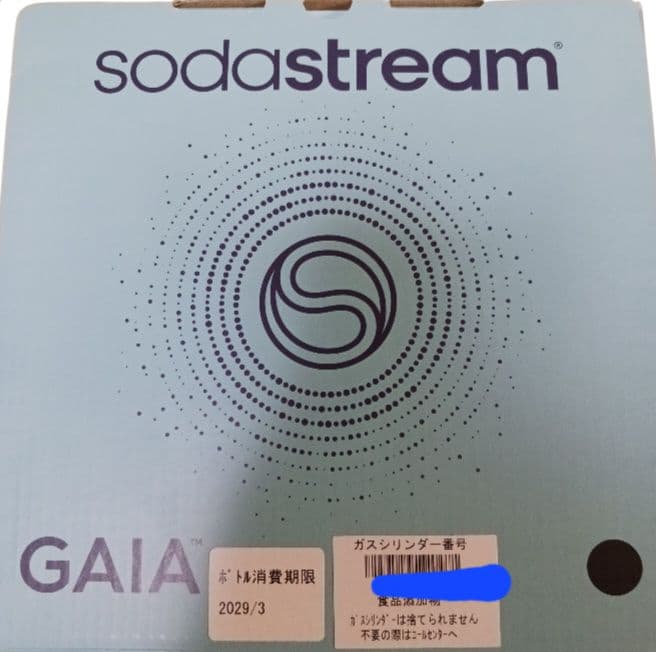 sodastream®
GAIA™
ﾎﾞﾄﾙ消費期限
2029/3
ガスシリンダー番号
食品添加物
ｶﾞｽｼﾘﾝﾀﾞｰは捨てられません
不要の際はｺｰﾙｾﾝﾀｰへ